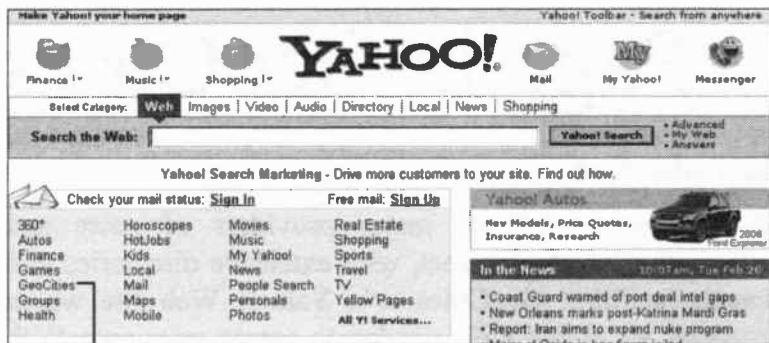 Make Yahoo! your home page
Yahoo! Toolbar - Search from anywhere
Finance
Music
Shopping
YAHOO!
Mail
My
My Yahoo!
Messenger
Select Category: Web Images | Video | Audio | Directory | Local | News | Shopping
Search the Web:
Yahoo! Search
• Advanced
• My Web
• Answers
Yahoo! Search Marketing - Drive more customers to your site. Find out how.
Check your mail status: Sign In Free mail: Sign Up
360°
Autos
Finance
Games
GeoCities
Groups
Health
Horoscopes
HotJobs
Kids
Local
Mail
Maps
Mobile
Movies
Music
My Yahoo!
News
People Search
Personals
Photos
Real Estate
Shopping
Sports
Travel
TV
Yellow Pages
All Y! Services...
Yahoo! Autos
New Models, Price Quotes,
Insurance, Research
2006
Ford Explorer
In the News 10:07am, Tue Feb 28
• Coast Guard warned of port deal intel gaps
• New Orleans marks post-Katrina Mardi Gras
• Report: Iran aims to expand nuke program